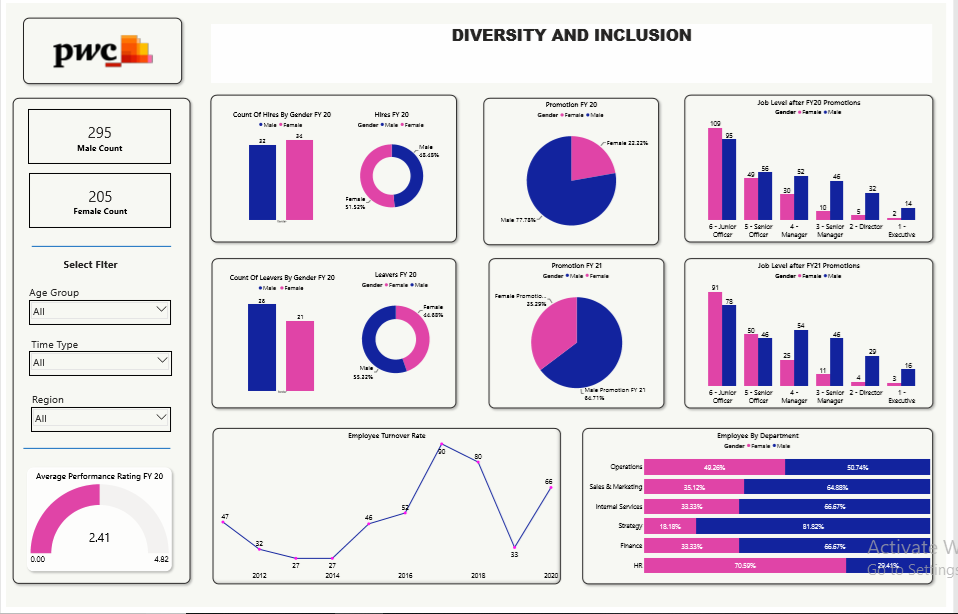 pwc
DIVERSITY AND INCLUSION
295
Male Count
205
Female Count
Select FIter
Age Group
All
Time Type
All
Region
All
Average Performance Rating FY 20
2.41
0.00
4.82
Count Of Hires By Gender FY 20
Male Female
33
34
Hires FY 20
Gender Male Female
Male
48.48%
Female
51.52%
Promotion FY 20
Gender Female Male
Female 22.22%
Male 77.78%
Job Level after FY20 Promotions
Gender Female Male
109
95
49
56
30
52
10
46
5
32
2
14
6 - Junior
Officer
5 - Senior
Officer
4 -
Manager
3 - Senior
Manager
2 - Director
1 -
Executive
Count Of Leavers By Gender FY 20
Male Female
26
21
Leavers FY 20
Gender Female Male
Female
44.68%
Male
55.32%
Promotion FY 21
Gender Male Female
Female Promotio...
35.29%
Male Promotion FY 21
64.71%
Job Level after FY21 Promotions
Gender Female Male
91
78
50
46
25
54
11
46
4
29
3
16
6 - Junior
Officer
5 - Senior
Officer
4 -
Manager
3 - Senior
Manager
2 - Director
1 -
Executive
Employee Turnover Rate
47
32
27
27
46
52
90
80
33
66
2012
2014
2016
2018
2020
Employee By Department
Gender Female Male
Operations 49.26% 50.74%
Sales & Marketing 35.12% 64.88%
Internal Services 33.33% 66.67%
Strategy 18.18% 81.82%
Finance 33.33% 66.67%
HR 70.59% 29.41%
Activate W
Go to Settings